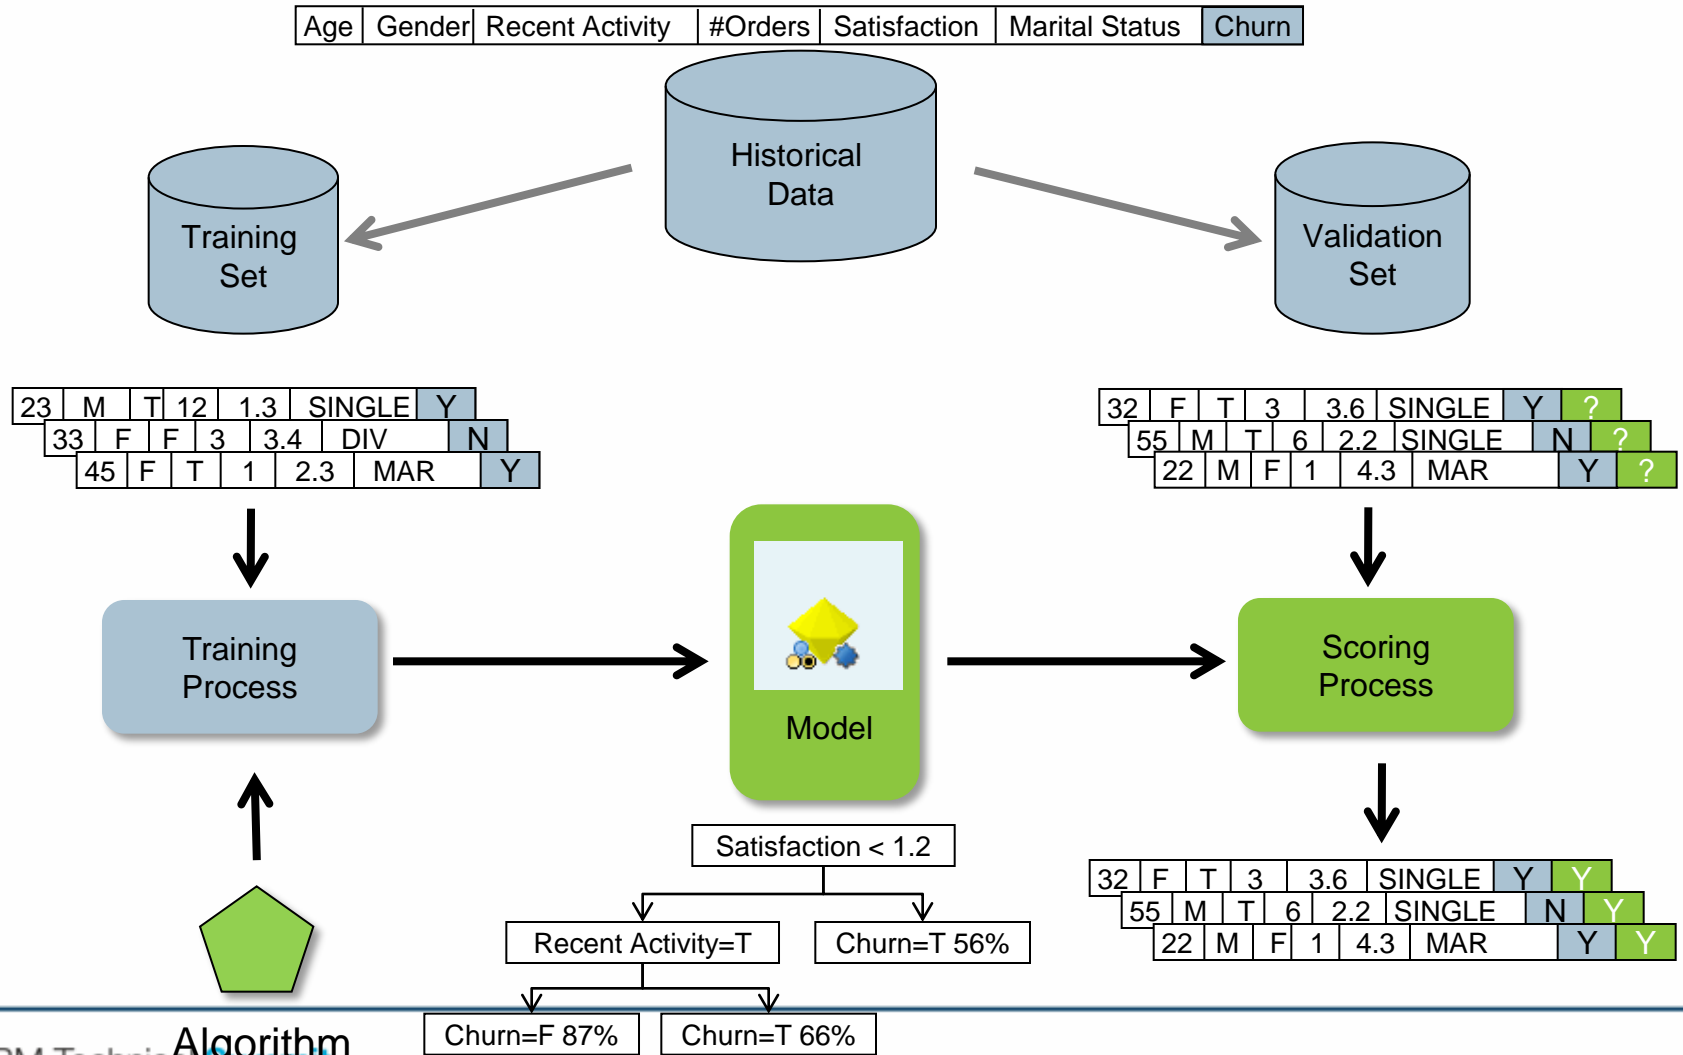 Age Gender Recent Activity #Orders Satisfaction Marital Status Churn
Historical
Data
Training
Set
Validation
Set
23 M T 12 1.3 SINGLE Y
33 F F 3 3.4 DIV N
45 F T 1 2.3 MAR Y
32 F T 3 3.6 SINGLE Y ?
55 M T 6 2.2 SINGLE N ?
22 M F 1 4.3 MAR Y ?
Training
Process
Model
Scoring
Process
Satisfaction < 1.2
Recent Activity=T
Churn=T 56%
Churn=F 87%
Churn=T 66%
32 F T 3 3.6 SINGLE Y Y
55 M T 6 2.2 SINGLE N Y
22 M F 1 4.3 MAR Y Y
Algorithm